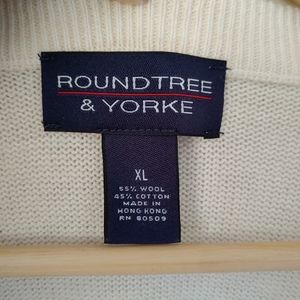 ROUNDTREE
& YORKE
XL
55% WOOL
45% COTTON
MADE IN
HONG KONG
RN 80509